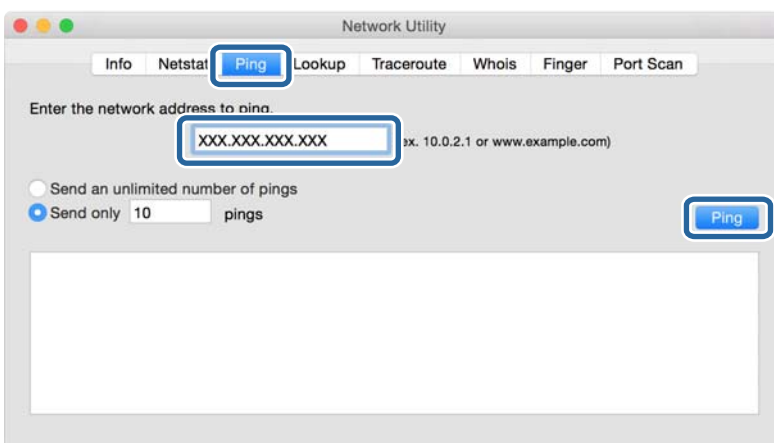 Network Utility
Info Netstat Ping Lookup Traceroute Whois Finger Port Scan
Enter the network address to ping.
XXX.XXX.XXX.XXX ex. 10.0.2.1 or www.example.com)
Send an unlimited number of pings
Send only 10 pings
Ping